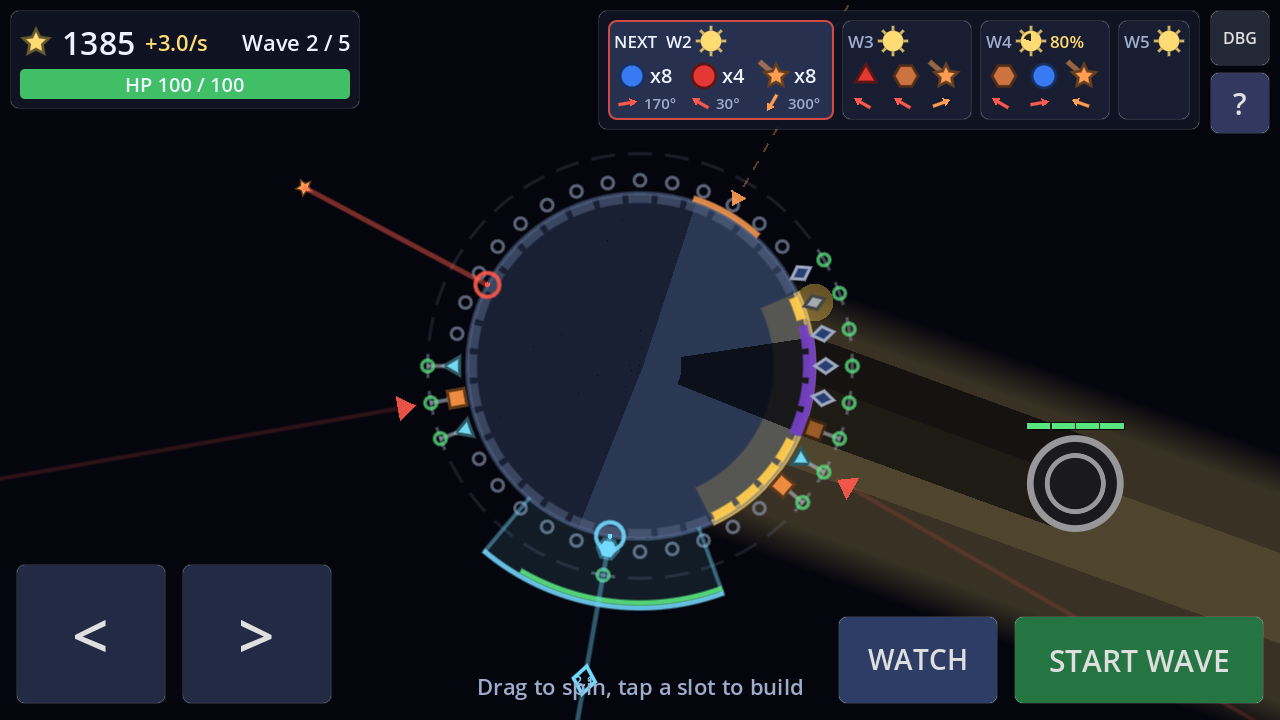 1385 +3.0/s Wave 2 / 5
HP 100 / 100
NEXT W2
x8 x4 x8
170° 30° 300°
W3
W4 80%
W5
DBG
?
< >
Drag to spin, tap a slot to build
WATCH
START WAVE